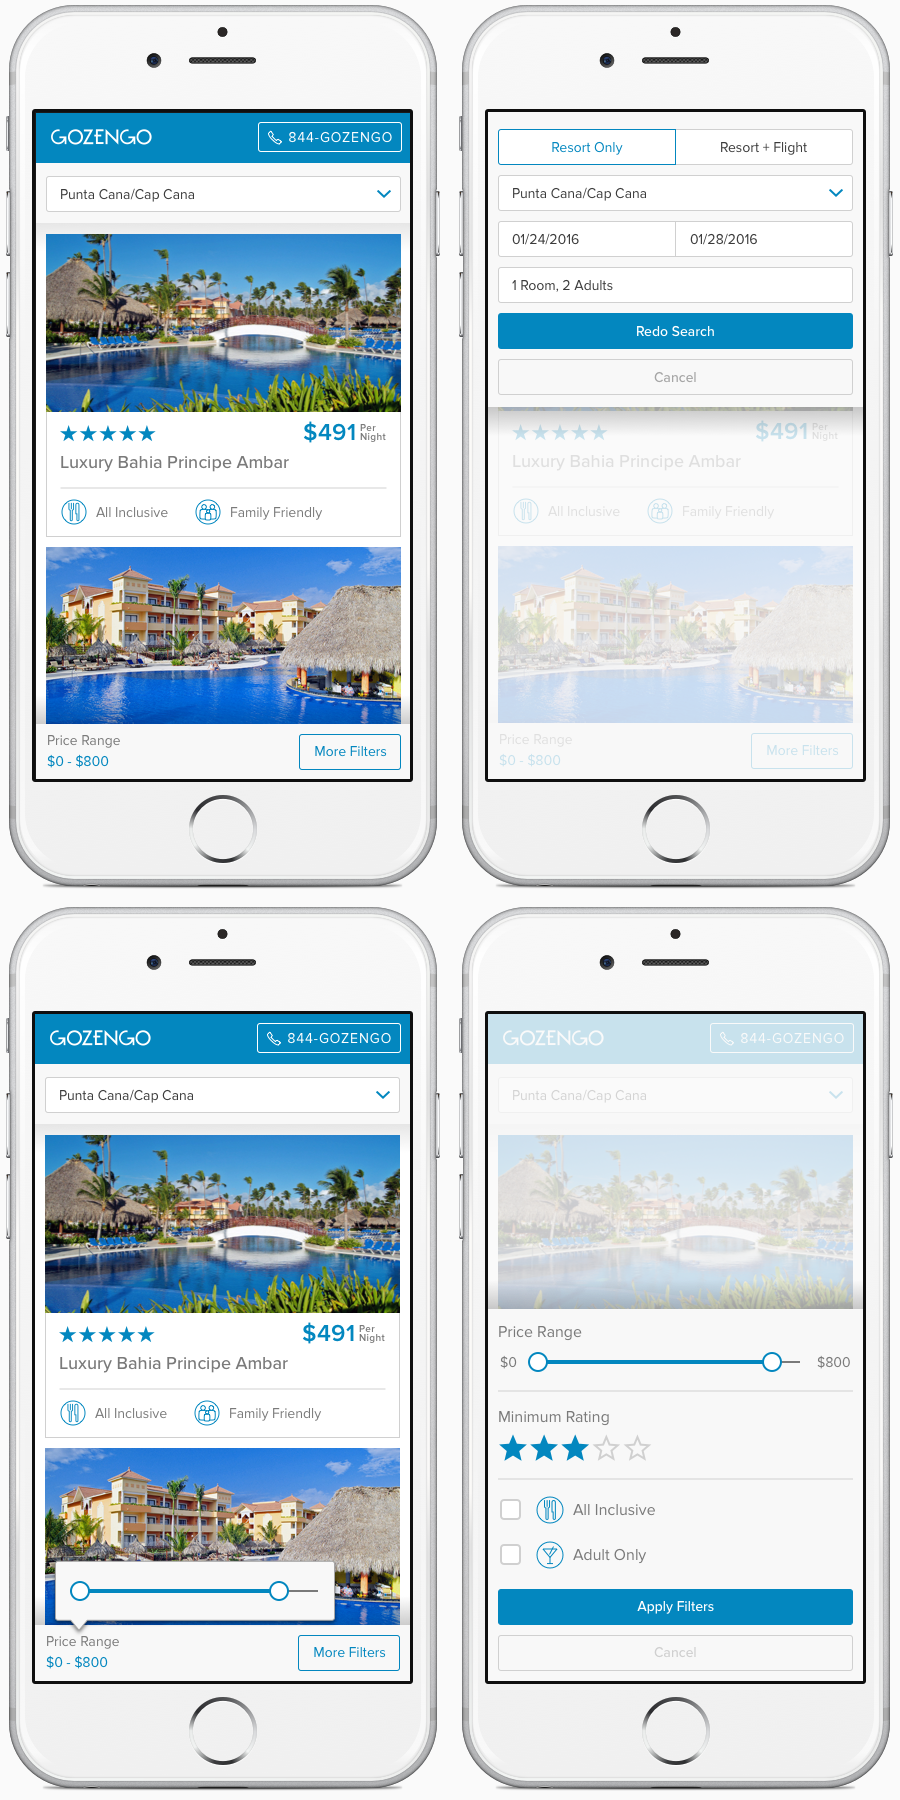 GOZENGO
844-GOZENGO
Punta Cana/Cap Cana
$491 Per Night
Luxury Bahia Principe Ambar
All Inclusive
Family Friendly
Price Range
$0 - $800
More Filters
Resort Only
Resort + Flight
Punta Cana/Cap Cana
01/24/2016
01/28/2016
1 Room, 2 Adults
Redo Search
Cancel
$491 Per Night
Luxury Bahia Principe Ambar
All Inclusive
Family Friendly
Price Range
$0 - $800
More Filters
GOZENGO
844-GOZENGO
Punta Cana/Cap Cana
$491 Per Night
Luxury Bahia Principe Ambar
All Inclusive
Family Friendly
Price Range
$0 - $800
More Filters
GOZENGO
844-GOZENGO
Punta Cana/Cap Cana
Price Range
$0
$800
Minimum Rating
All Inclusive
Adult Only
Apply Filters
Cancel